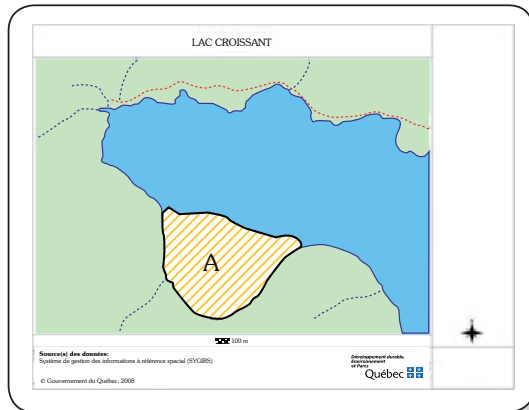 LAC CROISSANT
A
100 m
Source(s) des données:
Système de gestion des informations à référence spacial (SYGIRS)
© Gouvernement du Québec, 2008
Développement durable,
Environnement
et Parcs
Québec